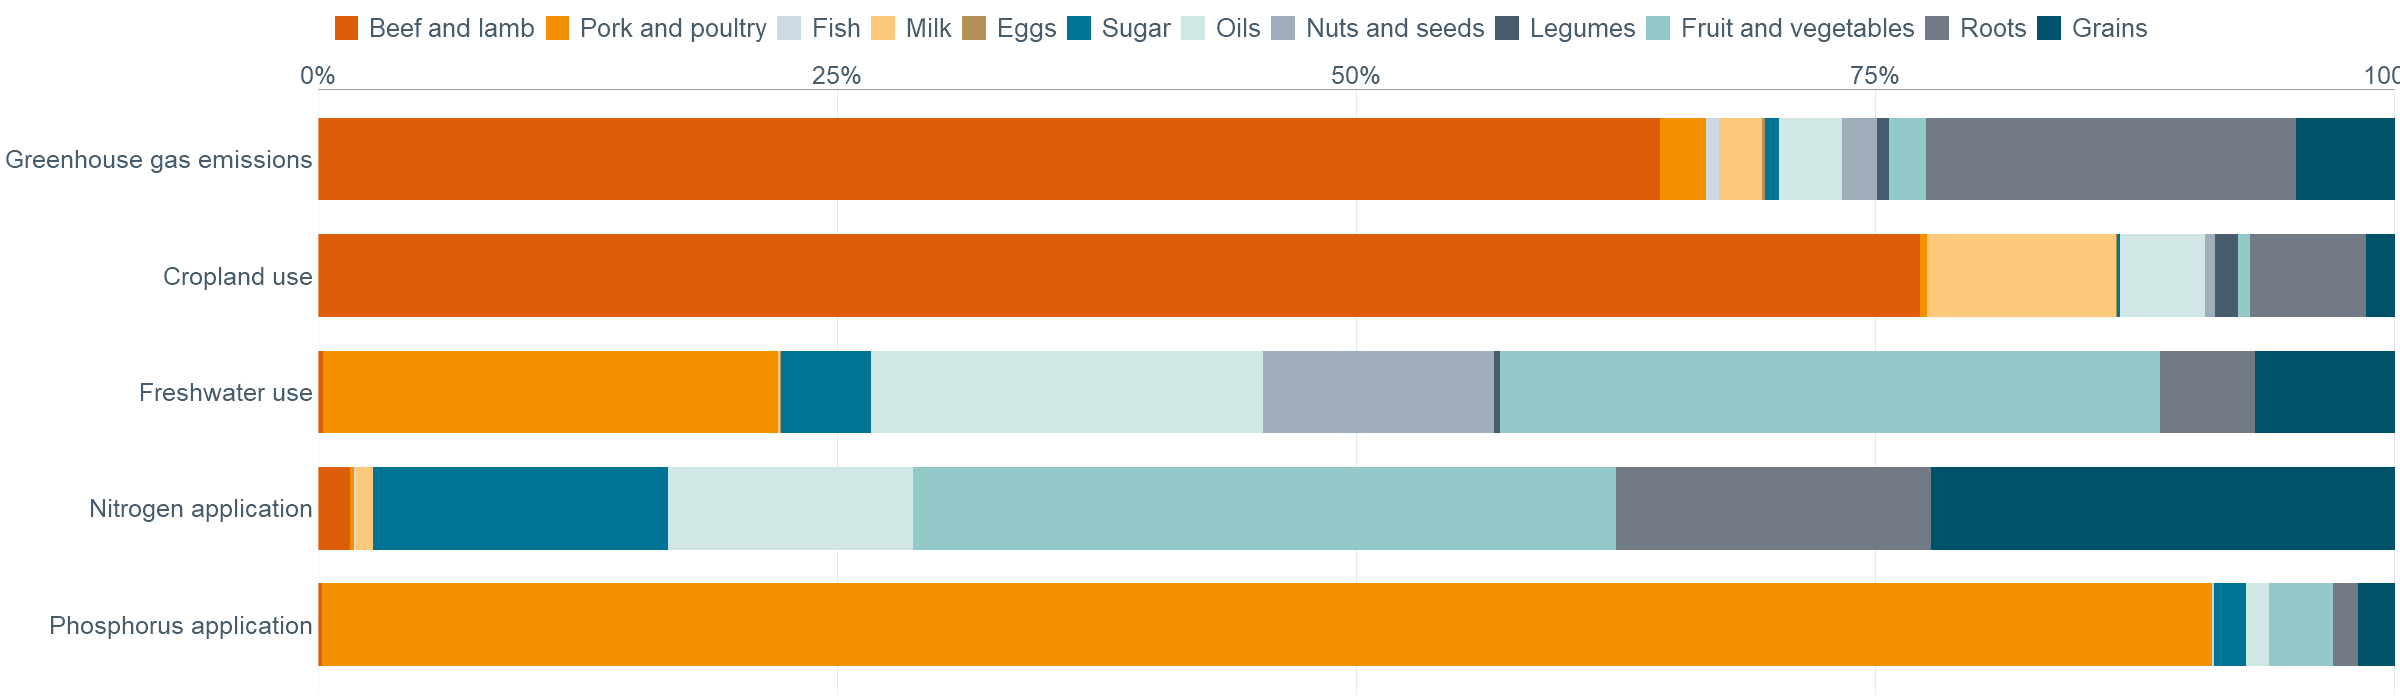 Beef and lamb Pork and poultry Fish Milk Eggs Sugar Oils Nuts and seeds Legumes Fruit and vegetables Roots Grains
0% 25% 50% 75% 100
Greenhouse gas emissions
Cropland use
Freshwater use
Nitrogen application
Phosphorus application